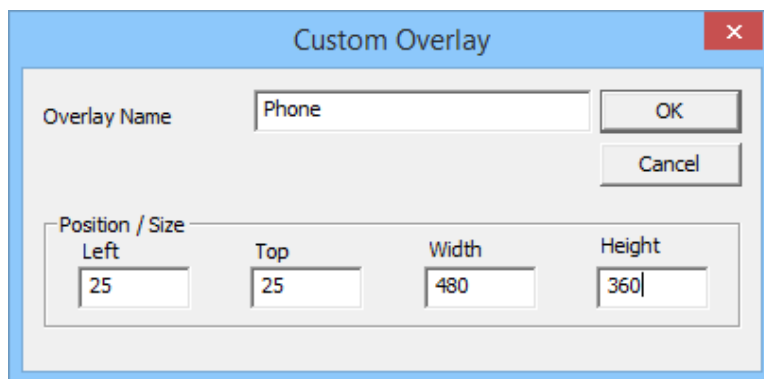 Custom Overlay
Overlay Name Phone OK
Cancel
Position / Size
Left Top Width Height
25 25 480 360